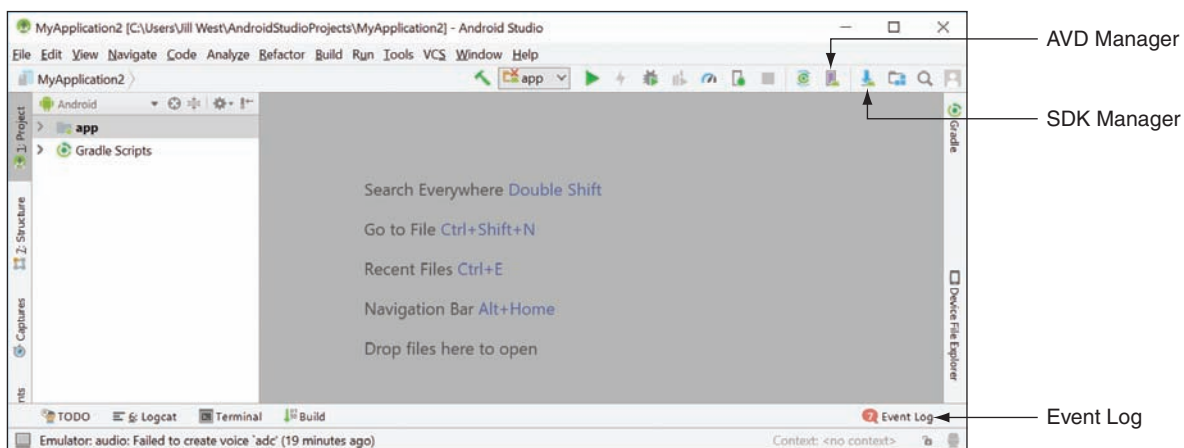 MyApplication2 [C:\Users\Jill West\AndroidStudioProjects\MyApplication2] - Android Studio
File Edit View Navigate Code Analyze Refactor Build Run Tools VCS Window Help
MyApplication2
app
Android
app
Gradle Scripts
1: Project
2: Structure
Captures
nts
Search Everywhere Double Shift
Go to File Ctrl+Shift+N
Recent Files Ctrl+E
Navigation Bar Alt+Home
Drop files here to open
Gradle
Device File Explorer
TODO
6: Logcat
Terminal
Build
7 Event Log
Emulator: audio: Failed to create voice `adc' (19 minutes ago)
Context: <no context>
AVD Manager
SDK Manager
Event Log